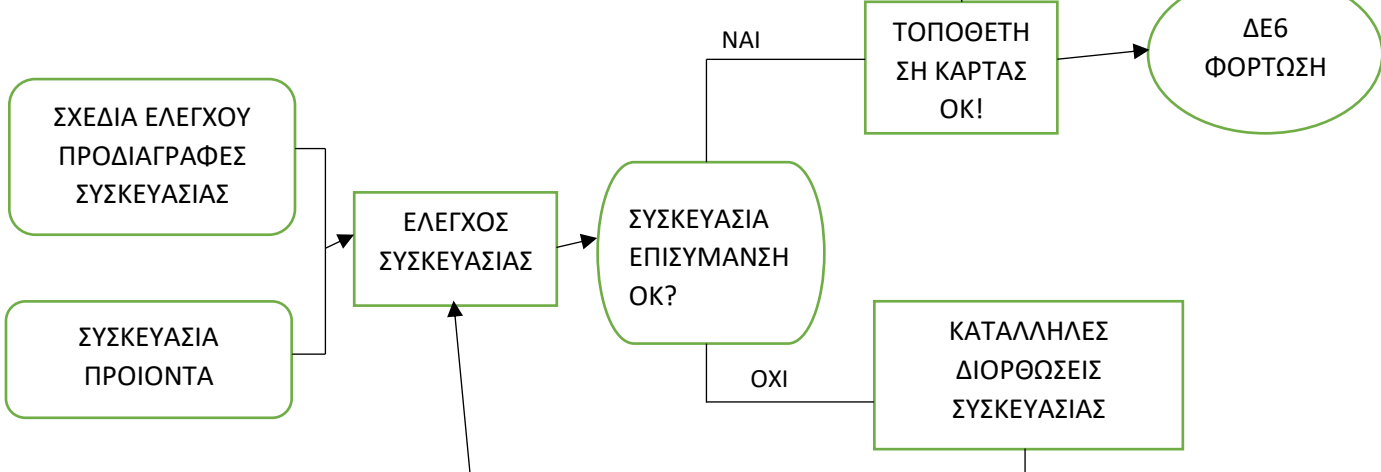 ΣΧΕΔΙΑ ΕΛΕΓΧΟΥ
ΠΡΟΔΙΑΓΡΑΦΕΣ
ΣΥΣΚΕΥΑΣΙΑΣ
ΣΥΣΚΕΥΑΣΙΑ
ΠΡΟΙΟΝΤΑ
ΕΛΕΓΧΟΣ
ΣΥΣΚΕΥΑΣΙΑΣ
ΣΥΣΚΕΥΑΣΙΑ
ΕΠΙΣΥΜΑΝΣΗ
ΟΚ?
ΝΑΙ
ΤΟΠΟΘΕΤΗ
ΣΗ ΚΑΡΤΑΣ
ΟΚ!
ΔΕ6
ΦΟΡΤΩΣΗ
ΟΧΙ
ΚΑΤΑΛΛΗΛΕΣ
ΔΙΟΡΘΩΣΕΙΣ
ΣΥΣΚΕΥΑΣΙΑΣ